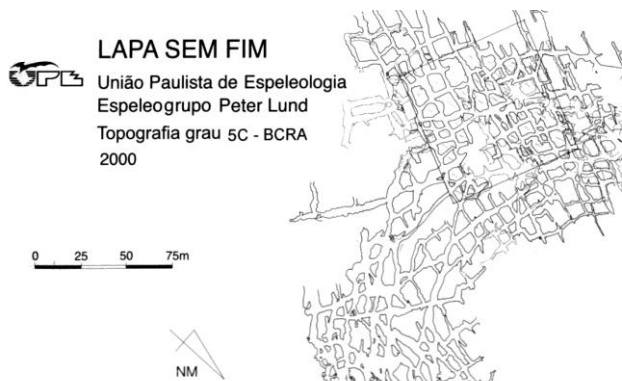 LAPA SEM FIM
UPE
União Paulista de Espeleologia
Espeleogrupo Peter Lund
Topografia grau 5C - BCRA
2000
0 25 50 75m
NM